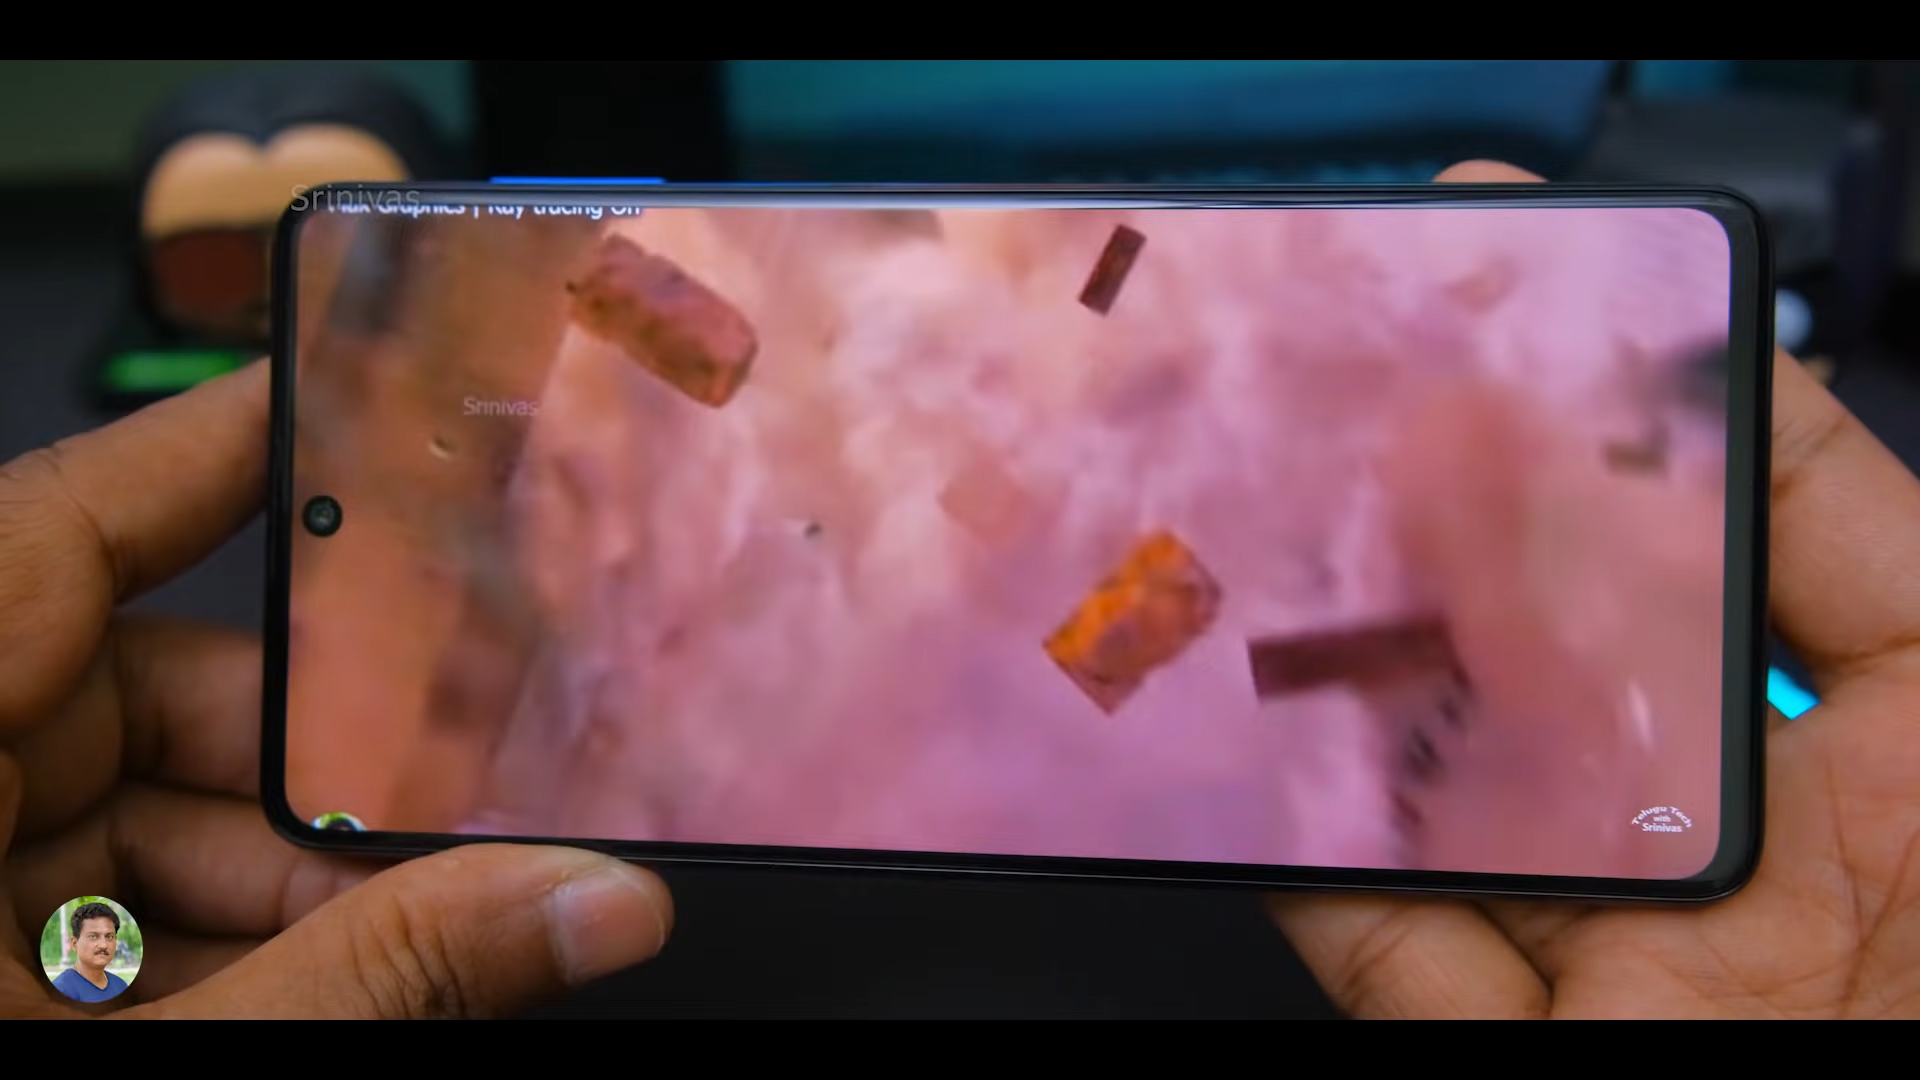 Srinivas
Max Graphics | Ray tracing On
Srinivas
Telugu Tech
with
Srinivas